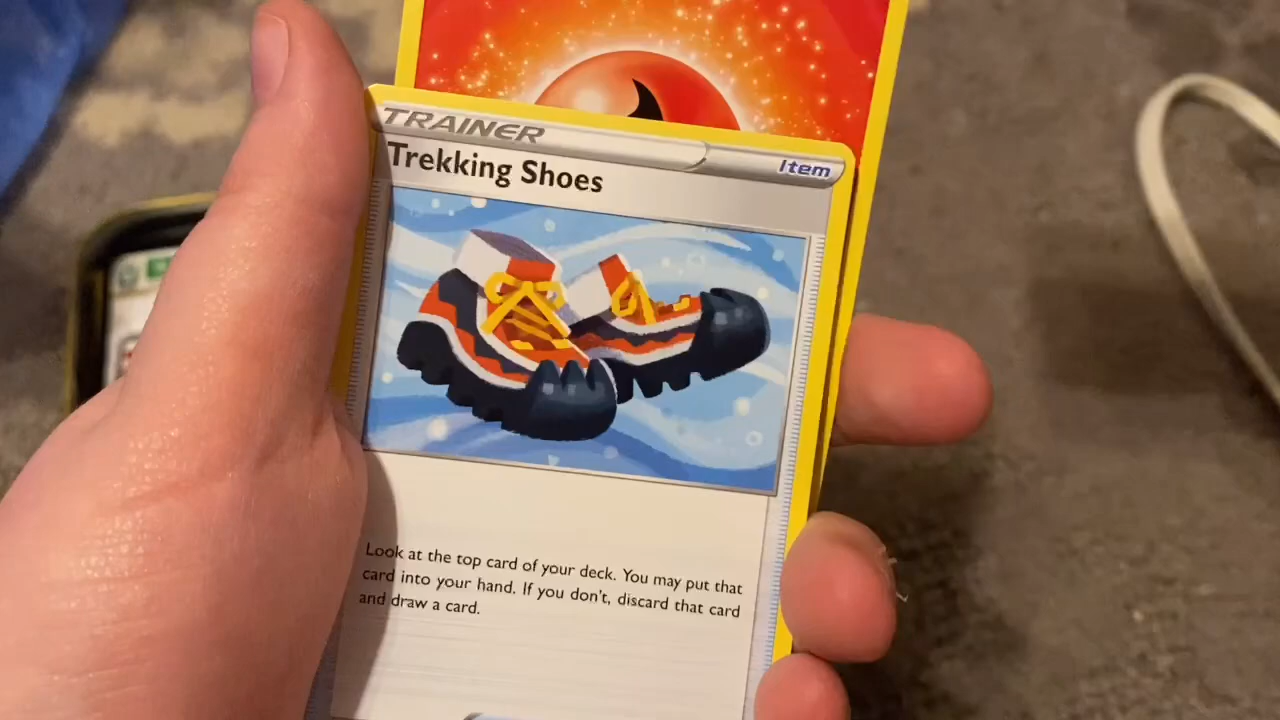 TRAINER
Item
Trekking Shoes
Look at the top card of your deck. You may put that
card into your hand. If you don't, discard that card
and draw a card.